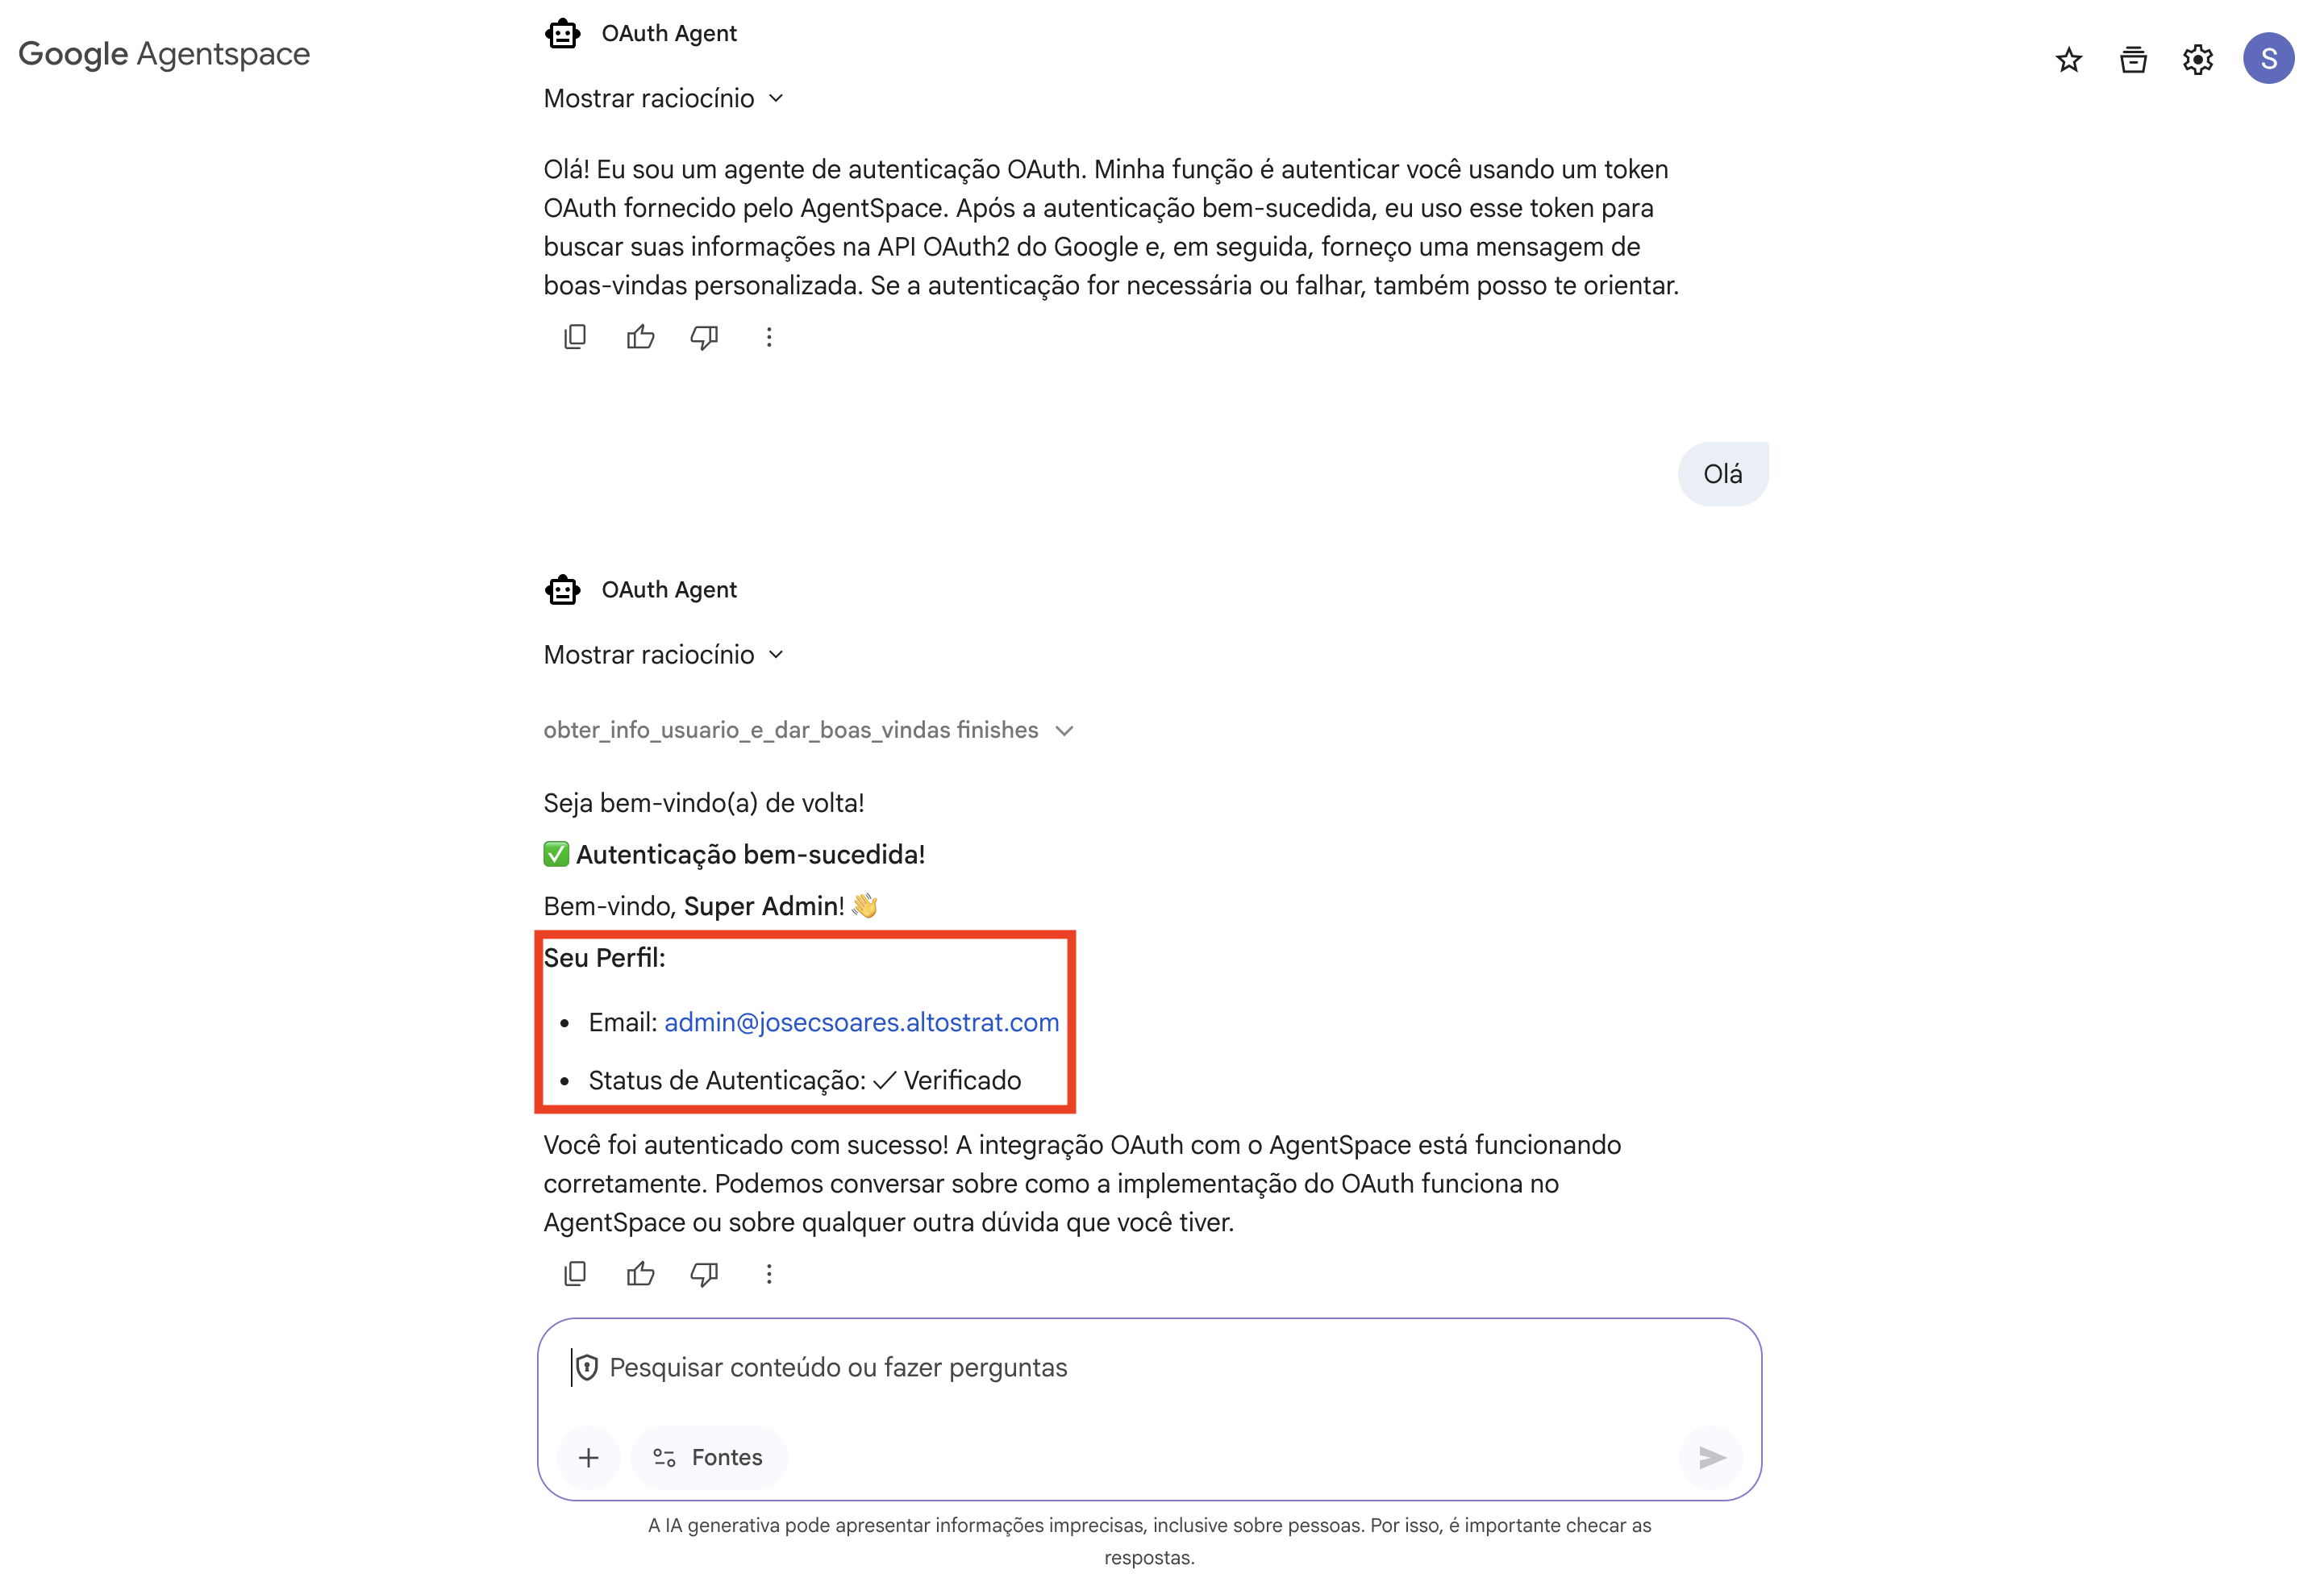 Google Agentspace
S
OAuth Agent
Mostrar raciocínio
Olá! Eu sou um agente de autenticação OAuth. Minha função é autenticar você usando um token
OAuth fornecido pelo AgentSpace. Após a autenticação bem-sucedida, eu uso esse token para
buscar suas informações na API OAuth2 do Google e, em seguida, forneço uma mensagem de
boas-vindas personalizada. Se a autenticação for necessária ou falhar, também posso te orientar.
Olá
OAuth Agent
Mostrar raciocínio
obter_info_usuario_e_dar_boas_vindas finishes
Seja bem-vindo(a) de volta!
✅ Autenticação bem-sucedida!
Bem-vindo, Super Admin! 👋
Seu Perfil:
• Email: admin@josecsoares.altostrat.com
• Status de Autenticação: ✓ Verificado
Você foi autenticado com sucesso! A integração OAuth com o AgentSpace está funcionando
corretamente. Podemos conversar sobre como a implementação do OAuth funciona no
AgentSpace ou sobre qualquer outra dúvida que você tiver.
Pesquisar conteúdo ou fazer perguntas
Fontes
A IA generativa pode apresentar informações imprecisas, inclusive sobre pessoas. Por isso, é importante checar as
respostas.